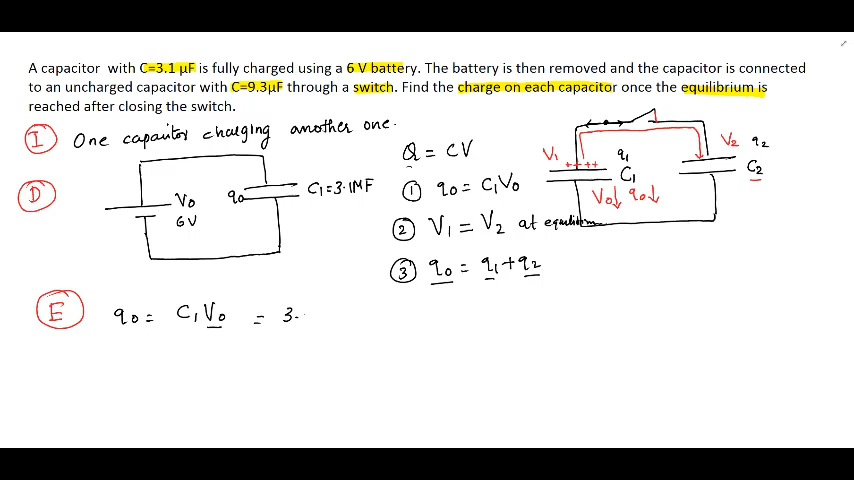 A capacitor with C=3.1 µF is fully charged using a 6 V battery. The battery is then removed and the capacitor is connected
to an uncharged capacitor with C=9.3µF through a switch. Find the charge on each capacitor once the equilibrium is
reached after closing the switch.
I One capacitor charging another one.
D
V0
6V
q0
C1=3.1MF
Q = CV
1 q0 = C1V0
2 V1 = V2 at equilibrium
3 q0 = q1+q2
V1
++++
q1
C1
V0↓ q0↓
V2 q2
C2
E q0 = C1V0 = 3.